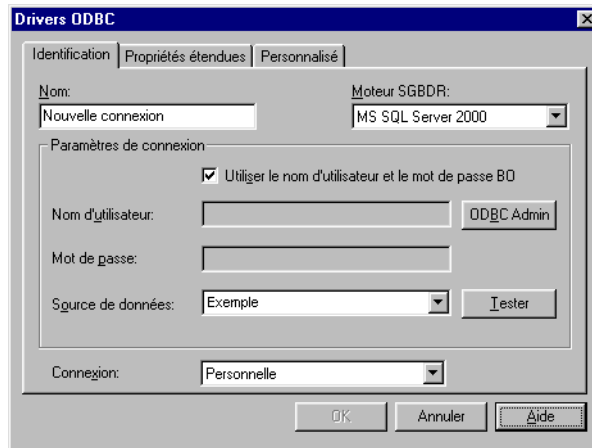 Drivers ODBC
Identification Propriétés étendues Personnalisé
Nom: Moteur SGBDR:
Nouvelle connexion MS SQL Server 2000
Paramètres de connexion
Utiliser le nom d'utilisateur et le mot de passe BO
Nom d'utilisateur: ODBC Admin
Mot de passe:
Source de données: Exemple Tester
Connexion: Personnelle
OK Annuler Aide